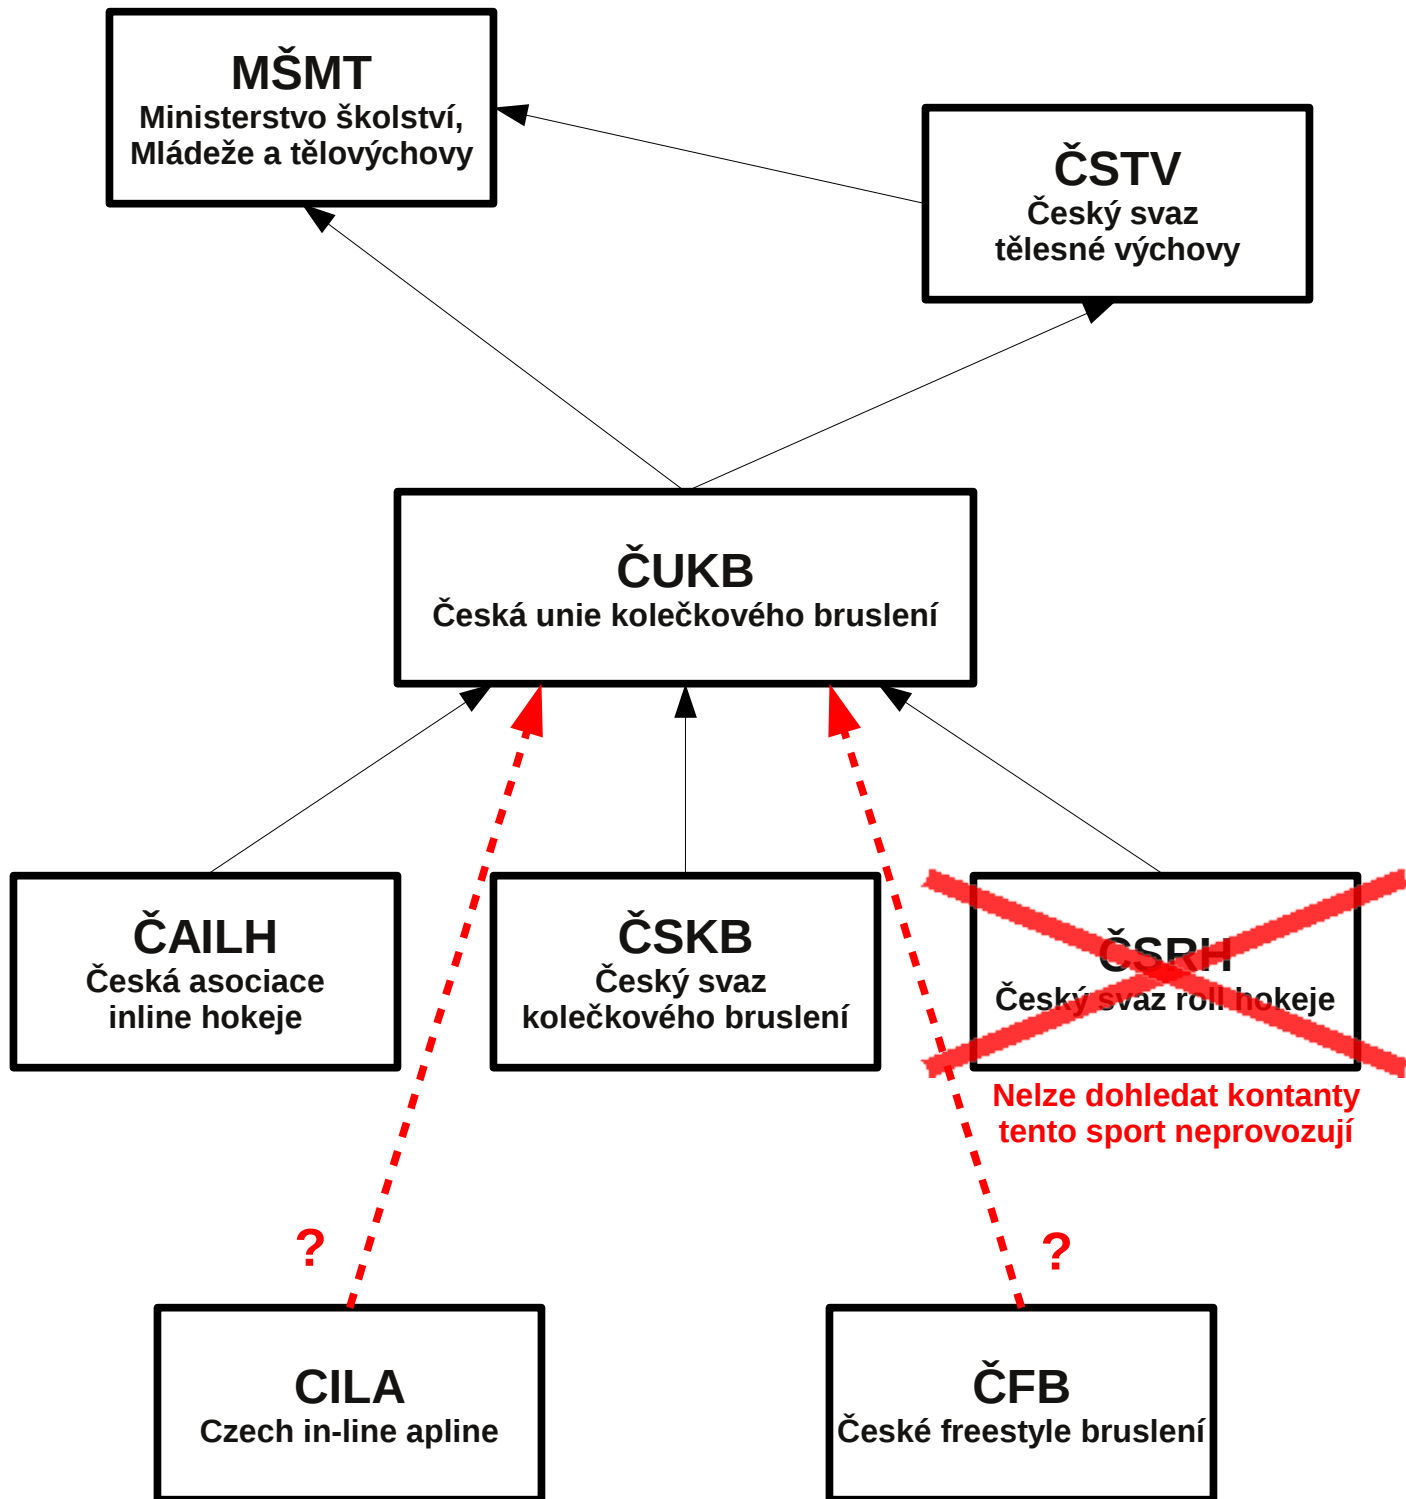 MŠMT
Ministerstvo školství,
Mládeže a tělovýchovy
ČSTV
Český svaz
tělesné výchovy
ČUKB
Česká unie kolečkového bruslení
ČAILH
Česká asociace
inline hokeje
ČSKB
Český svaz
kolečkového bruslení
ČSRH
Český svaz roll hokeje
Nelze dohledat kontanty
tento sport neprovozují
?
?
CILA
Czech in-line apline
ČFB
České freestyle bruslení